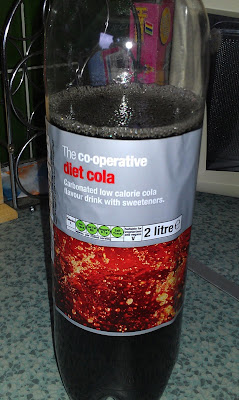 The co-operative
diet cola
Carbonated low calorie cola
flavour drink with sweeteners.
2 litre ℮